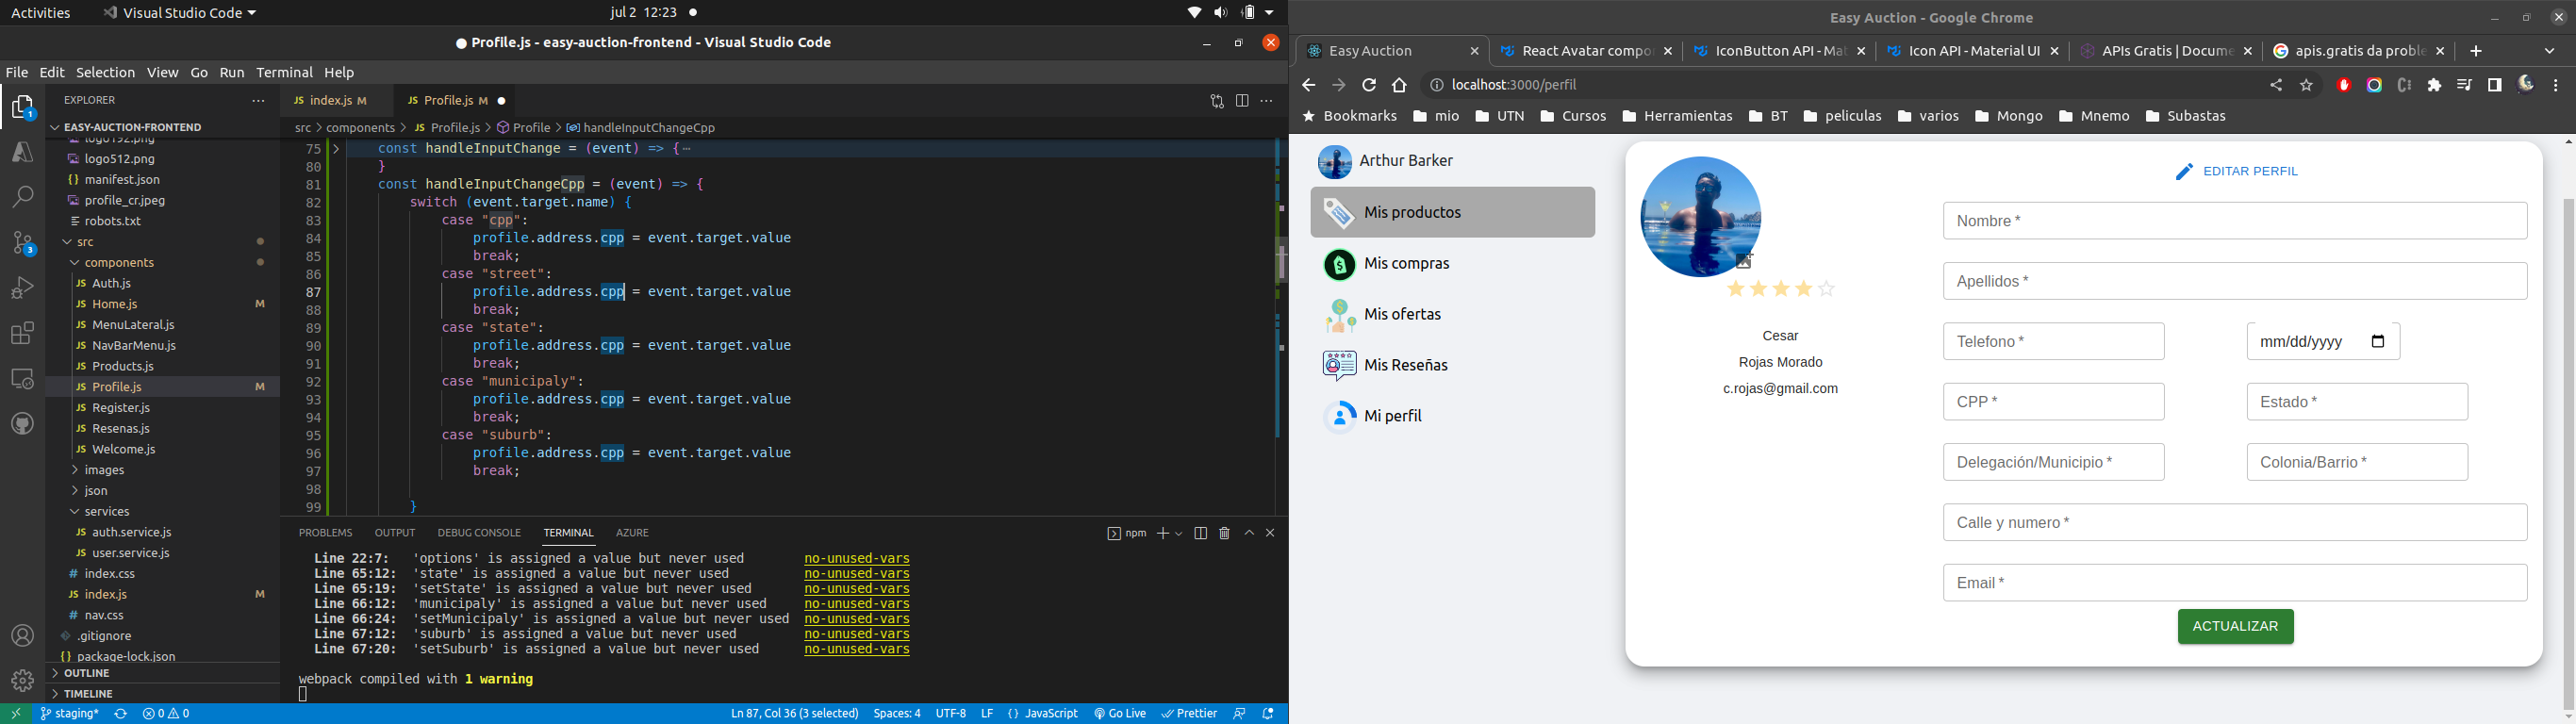 Activities
Visual Studio Code
jul 2 12:23
Profile.js - easy-auction-frontend - Visual Studio Code
File Edit Selection View Go Run Terminal Help
EXPLORER
EASY-AUCTION-FRONTEND
logo192.png
logo512.png
{} manifest.json
profile_cr.jpeg
robots.txt
src
components
JS Auth.js
JS Home.js M
JS MenuLateral.js
JS NavBarMenu.js
JS Products.js
JS Profile.js M
JS Register.js
JS Resenas.js
JS Welcome.js
images
json
services
JS auth.service.js
JS user.service.js
# index.css
JS index.js M
# nav.css
.gitignore
{} package-lock.json
OUTLINE
TIMELINE
1
3
JS index.js M
JS Profile.js M
src > components > JS Profile.js > Profile > handleInputChangeCpp
75 const handleInputChange = (event) => {⋯
80 }
81 const handleInputChangeCpp = (event) => {
82 switch (event.target.name) {
83 case "cpp":
84 profile.address.cpp = event.target.value
85 break;
86 case "street":
87 profile.address.cpp = event.target.value
88 break;
89 case "state":
90 profile.address.cpp = event.target.value
91 break;
92 case "municipaly":
93 profile.address.cpp = event.target.value
94 break;
95 case "suburb":
96 profile.address.cpp = event.target.value
97 break;
98
99 }
PROBLEMS OUTPUT DEBUG CONSOLE TERMINAL AZURE
npm
Line 22:7: 'options' is assigned a value but never used no-unused-vars
Line 65:12: 'state' is assigned a value but never used no-unused-vars
Line 65:19: 'setState' is assigned a value but never used no-unused-vars
Line 66:12: 'municipaly' is assigned a value but never used no-unused-vars
Line 66:24: 'setMunicipaly' is assigned a value but never used no-unused-vars
Line 67:12: 'suburb' is assigned a value but never used no-unused-vars
Line 67:20: 'setSuburb' is assigned a value but never used no-unused-vars
webpack compiled with 1 warning
staging* 0 0 Ln 87, Col 36 (3 selected) Spaces: 4 UTF-8 LF {} JavaScript Go Live Prettier
Easy Auction - Google Chrome
Easy Auction
React Avatar compo
IconButton API - Mat
Icon API - Material UI
APIs Gratis | Docume
apis.gratis da proble
localhost:3000/perfil
Bookmarks mio UTN Cursos Herramientas BT peliculas varios Mongo Mnemo Subastas
Arthur Barker
Mis productos
Mis compras
Mis ofertas
Mis Reseñas
Mi perfil
Cesar
Rojas Morado
c.rojas@gmail.com
EDITAR PERFIL
Nombre *
Apellidos *
Telefono * mm/dd/yyyy
CPP * Estado *
Delegación/Municipio * Colonia/Barrio *
Calle y numero *
Email *
ACTUALIZAR